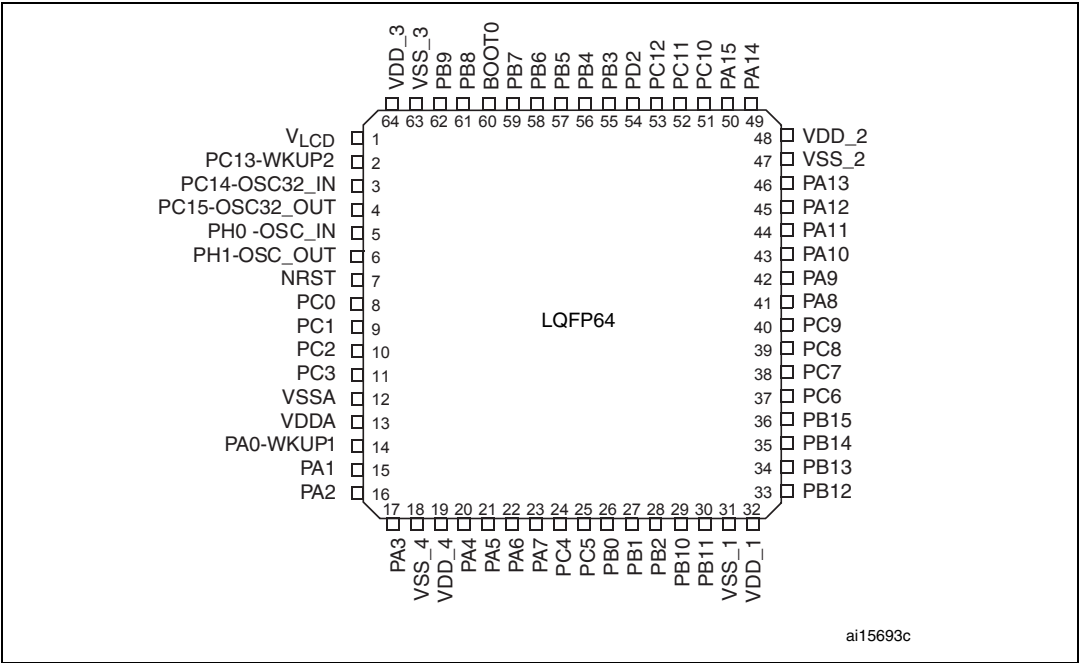 VDD_3
VSS_3
PB9
PB8
BOOT0
PB7
PB6
PB5
PB4
PB3
PD2
PC12
PC11
PC10
PA15
PA14
64 63 62 61 60 59 58 57 56 55 54 53 52 51 50 49
VLCD 1
PC13-WKUP2 2
PC14-OSC32_IN 3
PC15-OSC32_OUT 4
PH0 -OSC_IN 5
PH1-OSC_OUT 6
NRST 7
PC0 8
PC1 9
PC2 10
PC3 11
VSSA 12
VDDA 13
PA0-WKUP1 14
PA1 15
PA2 16
LQFP64
48 VDD_2
47 VSS_2
46 PA13
45 PA12
44 PA11
43 PA10
42 PA9
41 PA8
40 PC9
39 PC8
38 PC7
37 PC6
36 PB15
35 PB14
34 PB13
33 PB12
17 18 19 20 21 22 23 24 25 26 27 28 29 30 31 32
PA3
VSS_4
VDD_4
PA4
PA5
PA6
PA7
PC4
PC5
PB0
PB1
PB2
PB10
PB11
VSS_1
VDD_1
ai15693c